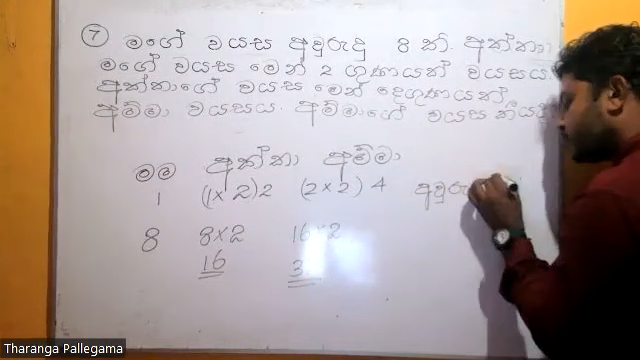 7 මගේ වයස අවුරුදු 8 ක්. අක්කා
මගේ වයස මෙන් 2 ගුණයක් වයසය.
අක්කාගේ වයස මෙන් දෙගුණයක්
අම්මා වයසය. අම්මාගේ වයස කීයද
මම අක්කා අම්මා
1 (1×2)2 (2×2) 4 අවුරු
8 8×2 16×2
16 3
Tharanga Pallegama